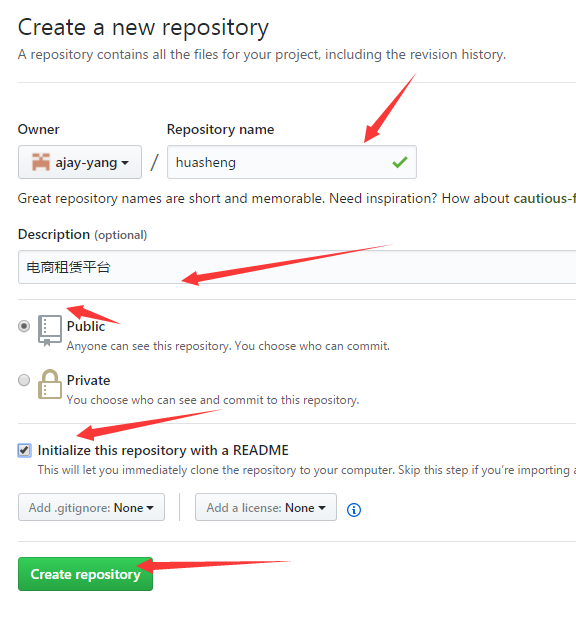 Create a new repository
A repository contains all the files for your project, including the revision history.
Owner Repository name
ajay-yang / huasheng
Great repository names are short and memorable. Need inspiration? How about cautious-f
Description (optional)
电商租赁平台
Public
Anyone can see this repository. You choose who can commit.
Private
You choose who can see and commit to this repository.
Initialize this repository with a README
This will let you immediately clone the repository to your computer. Skip this step if you're importing a
Add .gitignore: None Add a license: None
Create repository